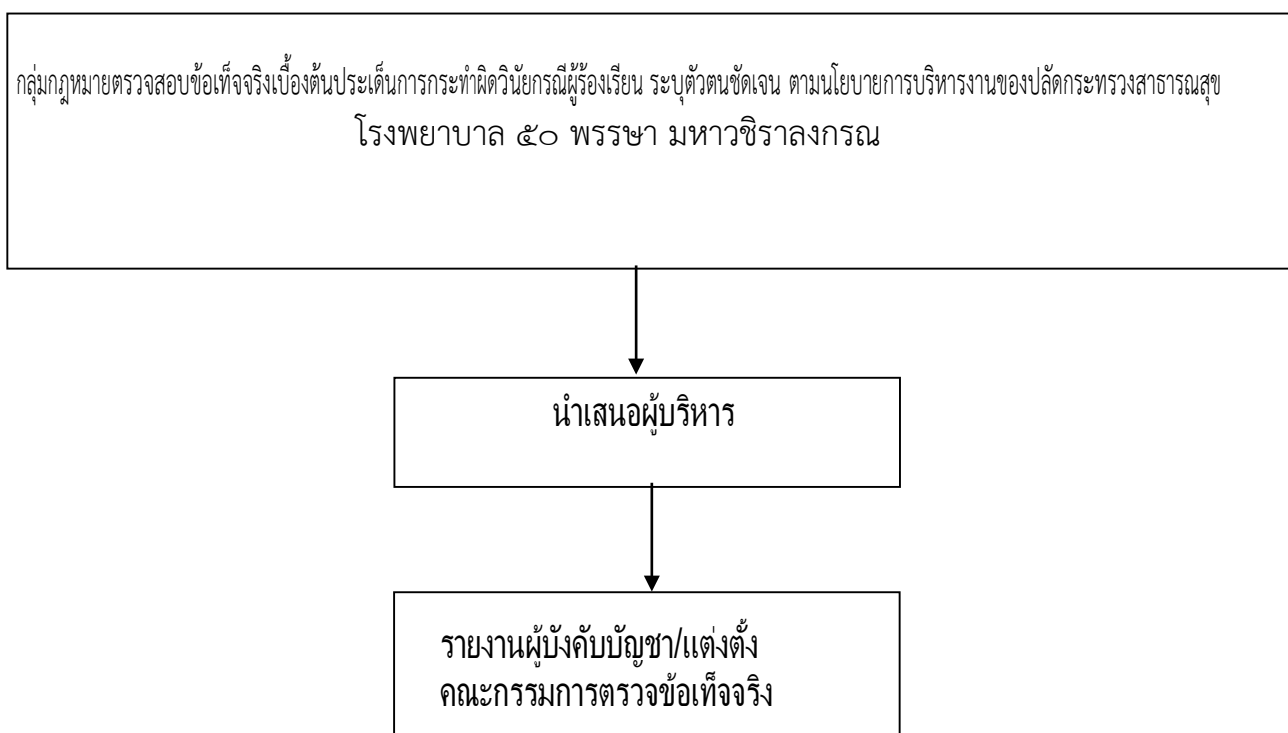 กลุ่มกฎหมายตรวจสอบข้อเท็จจริงเบื้องต้นประเด็นการกระทำผิดวินัยกรณีผู้ร้องเรียน ระบุตัวตนชัดเจน ตามนโยบายการบริหารงานของปลัดกระทรวงสาธารณสุข
โรงพยาบาล ๕๐ พรรษา มหาวชิราลงกรณ
นำเสนอผู้บริหาร
รายงานผู้บังคับบัญชา/แต่งตั้ง
คณะกรรมการตรวจข้อเท็จจริง